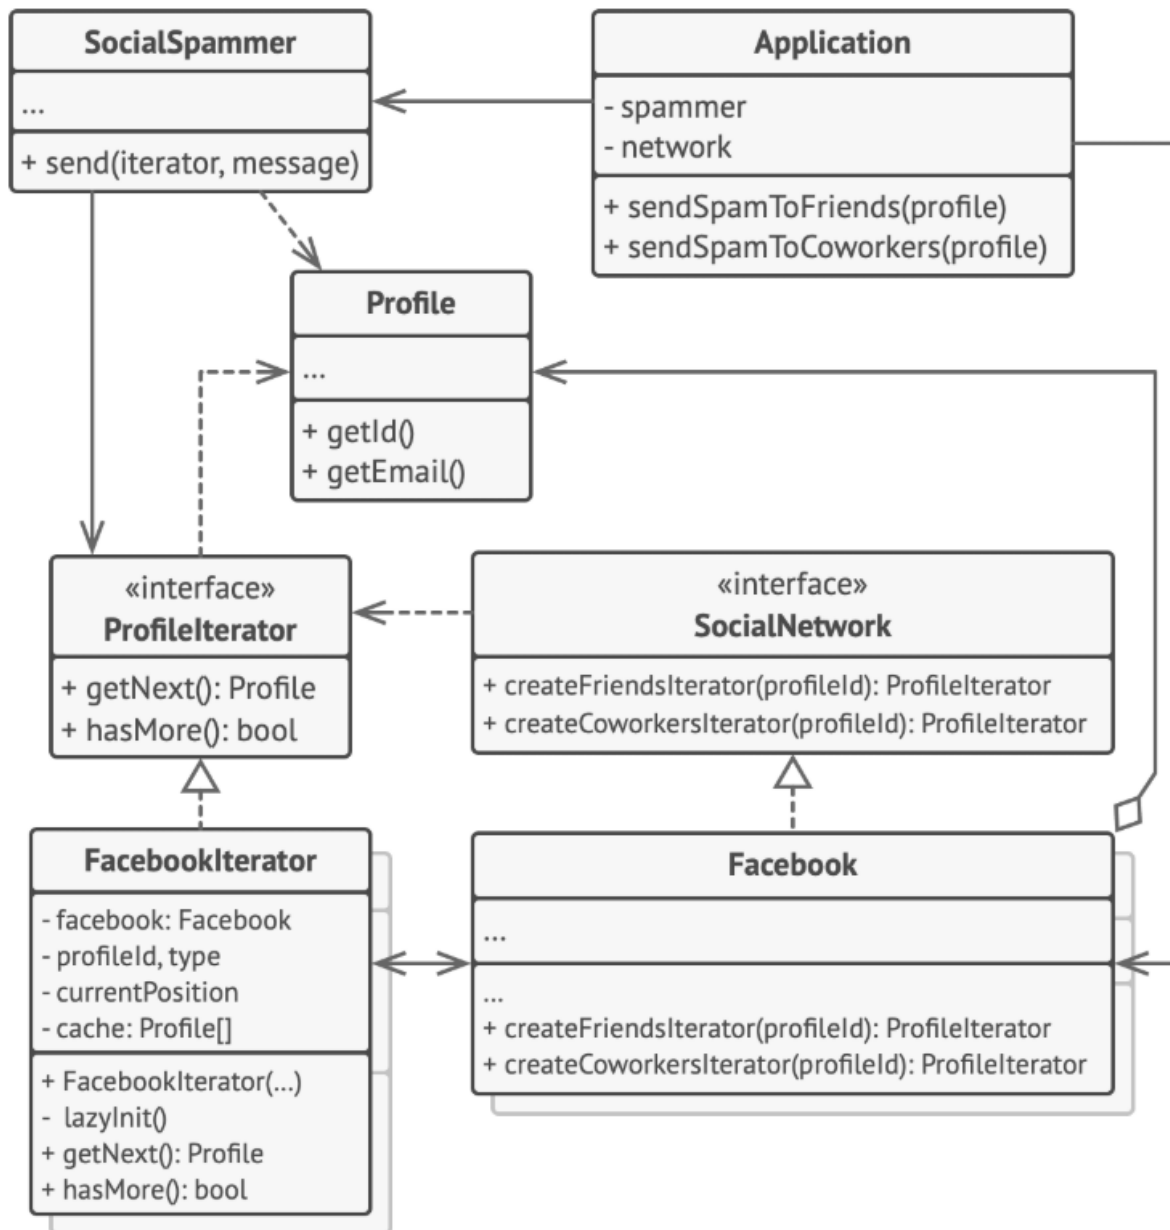 SocialSpammer
...
+ send(iterator, message)
Application
- spammer
- network
+ sendSpamToFriends(profile)
+ sendSpamToCoworkers(profile)
Profile
...
+ getId()
+ getEmail()
«interface»
ProfileIterator
+ getNext(): Profile
+ hasMore(): bool
«interface»
SocialNetwork
+ createFriendsIterator(profileId): ProfileIterator
+ createCoworkersIterator(profileId): ProfileIterator
FacebookIterator
- facebook: Facebook
- profileId, type
- currentPosition
- cache: Profile[]
+ FacebookIterator(...)
- lazyInit()
+ getNext(): Profile
+ hasMore(): bool
Facebook
...
...
+ createFriendsIterator(profileId): ProfileIterator
+ createCoworkersIterator(profileId): ProfileIterator